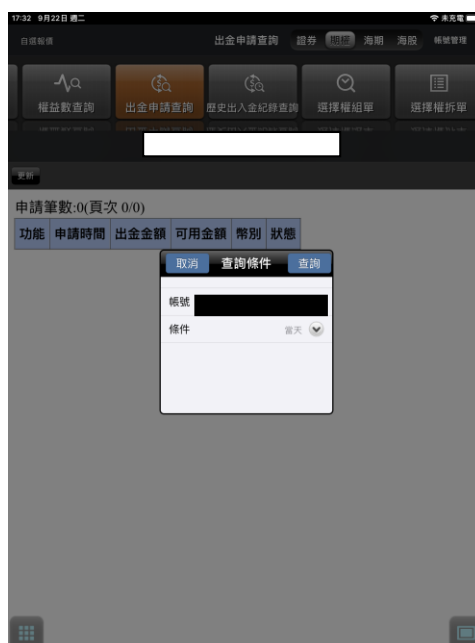 17:32 9月22日 週二
未充電
自選報價
出金申請查詢
證券 期權 海期 海股
帳號管理
權益數查詢
出金申請查詢
歷史出入金紀錄查詢
選擇權組單
選擇權拆單
更新
申請筆數:0(頁次 0/0)
功能 申請時間 出金金額 可用金額 幣別 狀態
取消 查詢條件 查詢
帳號
條件 當天